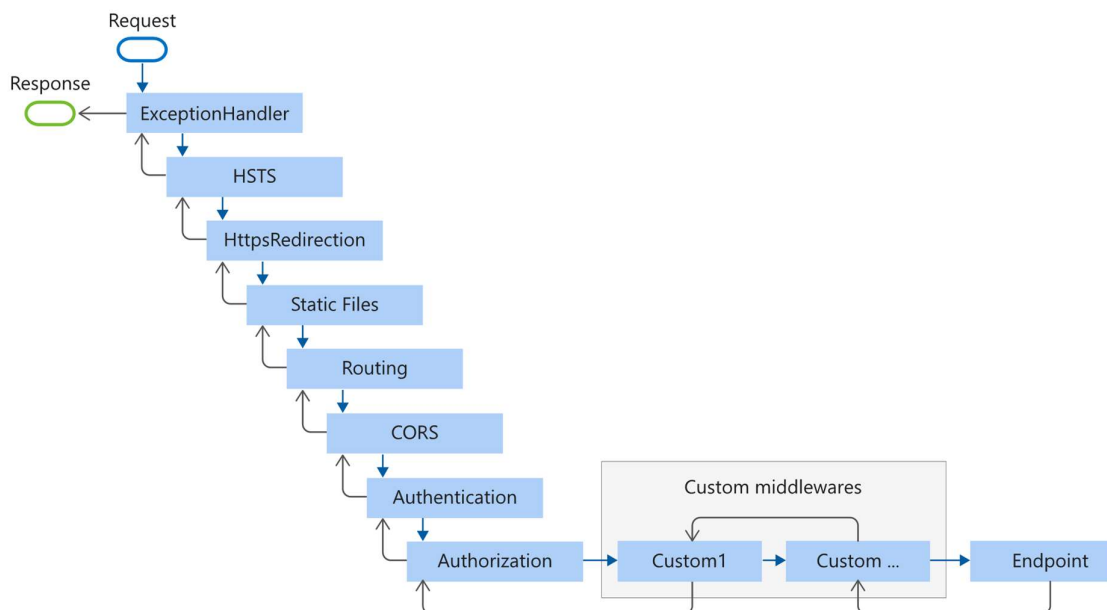 Request
Response
ExceptionHandler
HSTS
HttpsRedirection
Static Files
Routing
CORS
Authentication
Custom middlewares
Authorization
Custom1
Custom ...
Endpoint